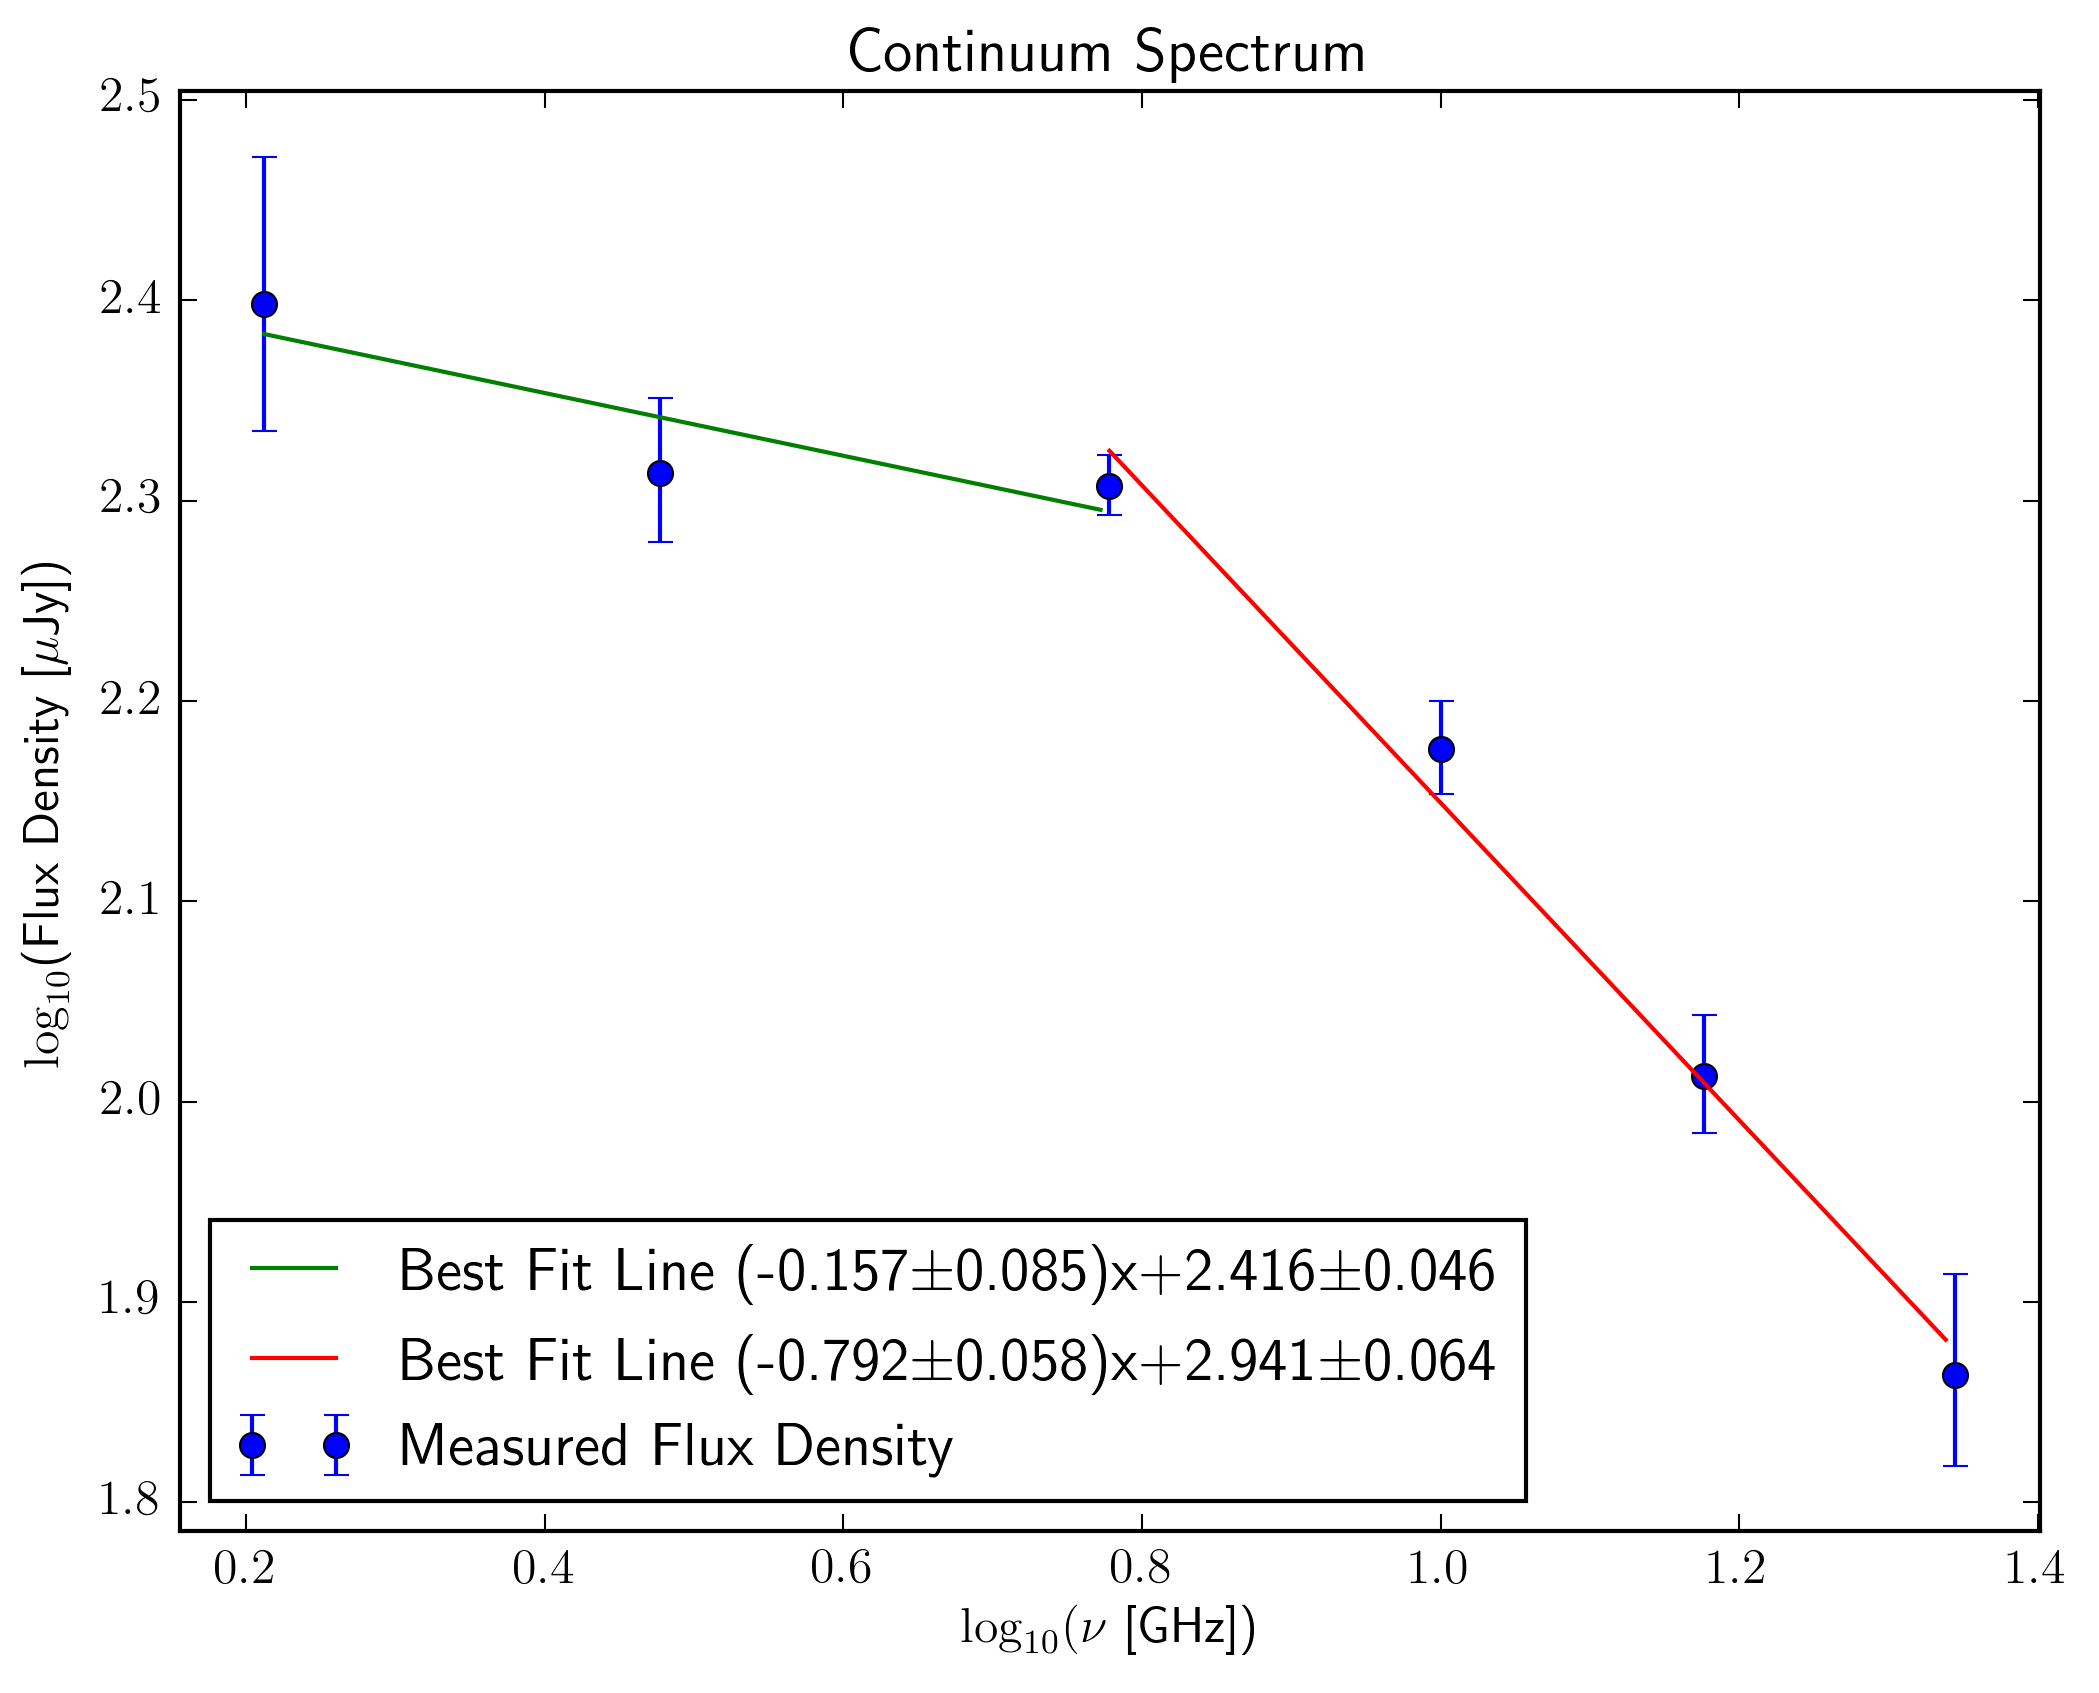 Continuum Spectrum
2.5
2.4
2.3
2.2
2.1
2.0
1.9
1.8
log₁₀(Flux Density [μJy])
Best Fit Line (-0.157±0.085)x+2.416±0.046
Best Fit Line (-0.792±0.058)x+2.941±0.064
Measured Flux Density
0.2 0.4 0.6 0.8 1.0 1.2 1.4
log₁₀(ν [GHz])